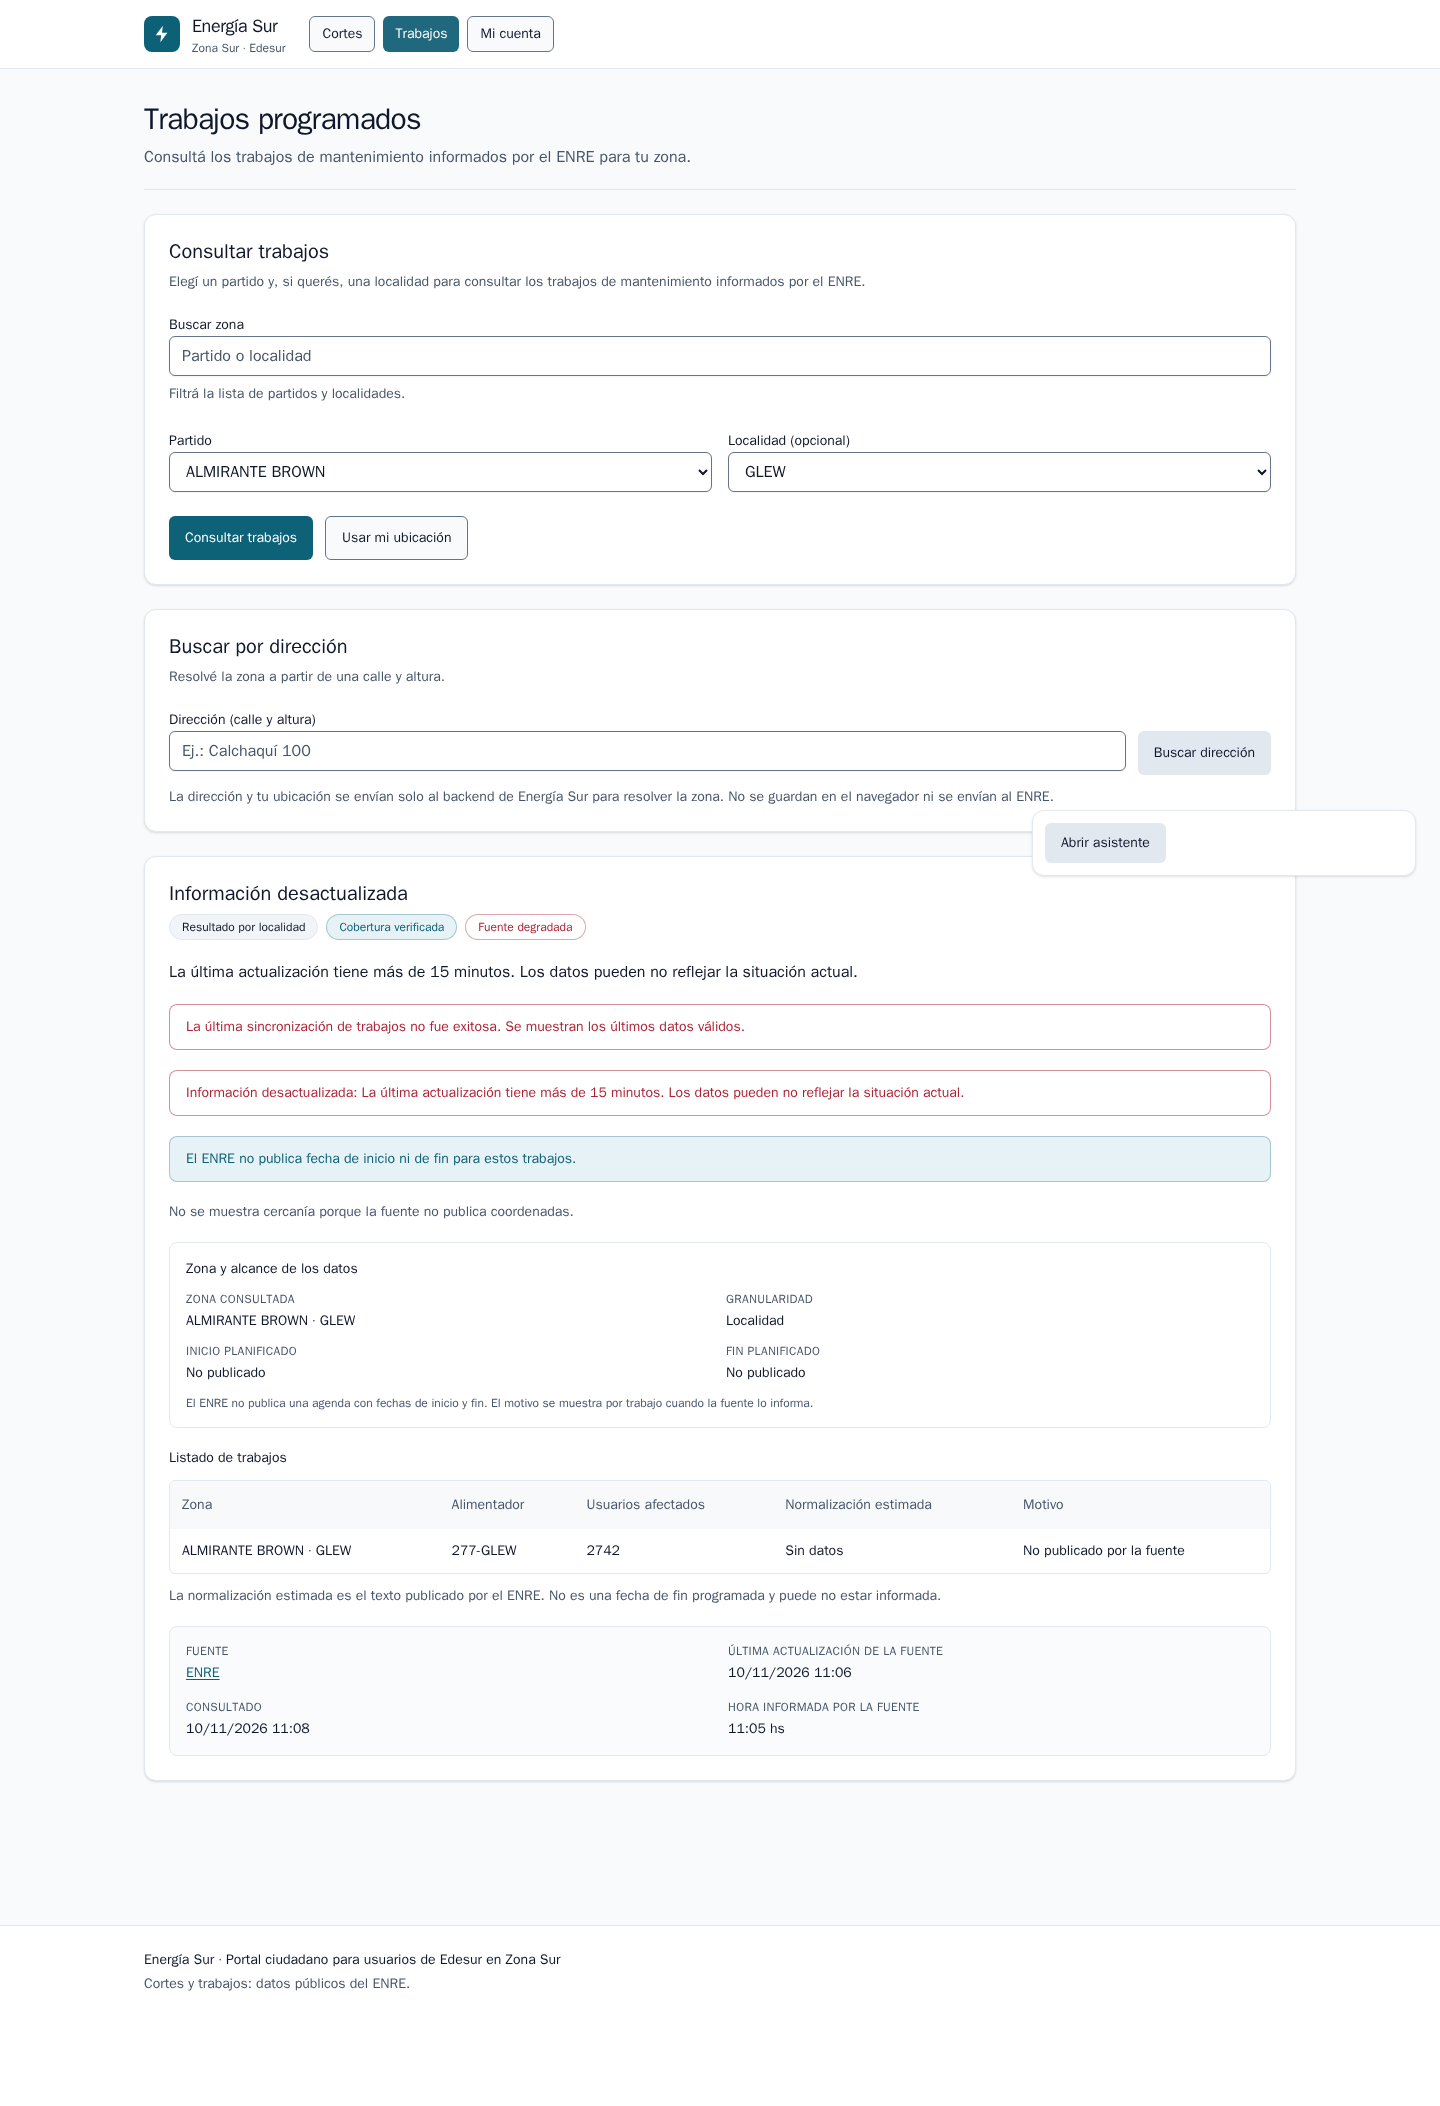 Energía Sur
Zona Sur · Edesur
Cortes
Trabajos
Mi cuenta
Trabajos programados
Consultá los trabajos de mantenimiento informados por el ENRE para tu zona.
Consultar trabajos
Elegí un partido y, si querés, una localidad para consultar los trabajos de mantenimiento informados por el ENRE.
Buscar zona
Partido o localidad
Filtrá la lista de partidos y localidades.
Partido
Localidad (opcional)
ALMIRANTE BROWN
GLEW
Consultar trabajos
Usar mi ubicación
Buscar por dirección
Resolvé la zona a partir de una calle y altura.
Dirección (calle y altura)
Ej.: Calchaquí 100
Buscar dirección
La dirección y tu ubicación se envían solo al backend de Energía Sur para resolver la zona. No se guardan en el navegador ni se envían al ENRE.
Abrir asistente
Información desactualizada
Resultado por localidad
Cobertura verificada
Fuente degradada
La última actualización tiene más de 15 minutos. Los datos pueden no reflejar la situación actual.
La última sincronización de trabajos no fue exitosa. Se muestran los últimos datos válidos.
Información desactualizada: La última actualización tiene más de 15 minutos. Los datos pueden no reflejar la situación actual.
El ENRE no publica fecha de inicio ni de fin para estos trabajos.
No se muestra cercanía porque la fuente no publica coordenadas.
Zona y alcance de los datos
ZONA CONSULTADA
GRANULARIDAD
ALMIRANTE BROWN · GLEW
Localidad
INICIO PLANIFICADO
FIN PLANIFICADO
No publicado
No publicado
El ENRE no publica una agenda con fechas de inicio y fin. El motivo se muestra por trabajo cuando la fuente lo informa.
Listado de trabajos
Zona Alimentador Usuarios afectados Normalización estimada Motivo
ALMIRANTE BROWN · GLEW 277-GLEW 2742 Sin datos No publicado por la fuente
La normalización estimada es el texto publicado por el ENRE. No es una fecha de fin programada y puede no estar informada.
FUENTE
ÚLTIMA ACTUALIZACIÓN DE LA FUENTE
ENRE
10/11/2026 11:06
CONSULTADO
HORA INFORMADA POR LA FUENTE
10/11/2026 11:08
11:05 hs
Energía Sur · Portal ciudadano para usuarios de Edesur en Zona Sur
Cortes y trabajos: datos públicos del ENRE.